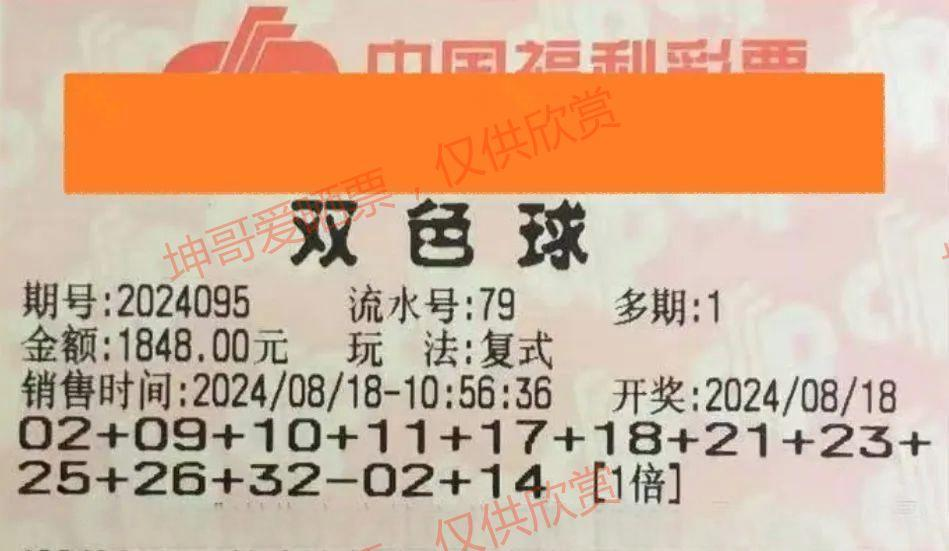 中国福利彩票
坤哥爱晒票，仅供欣赏
双色球
期号:2024095 流水号:79 多期:1
金额:1848.00元 玩 法:复式
销售时间:2024/08/18-10:56:36 开奖:2024/08/18
02+09+10+11+17+18+21+23+
25+26+32-02+14 [1倍]
仅供欣赏